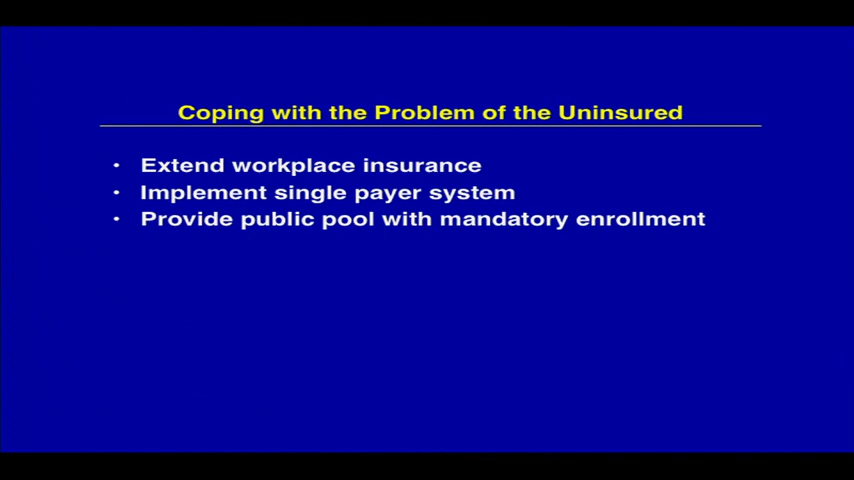 Coping with the Problem of the Uninsured
• Extend workplace insurance
• Implement single payer system
• Provide public pool with mandatory enrollment